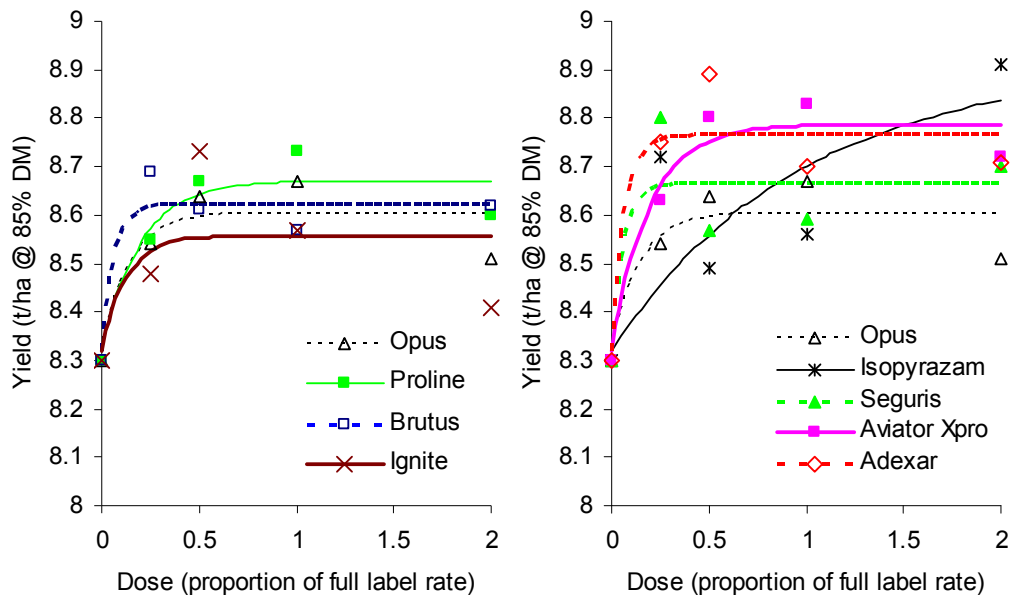 Yield (t/ha @ 85% DM)
9
8.9
8.8
8.7
8.6
8.5
8.4
8.3
8.2
8.1
8
Opus
Proline
Brutus
Ignite
0
0.5
1
1.5
2
Dose (proportion of full label rate)
Yield (t/ha @ 85% DM)
9
8.9
8.8
8.7
8.6
8.5
8.4
8.3
8.2
8.1
8
Opus
Isopyrazam
Seguris
Aviator Xpro
Adexar
0
0.5
1
1.5
2
Dose (proportion of full label rate)